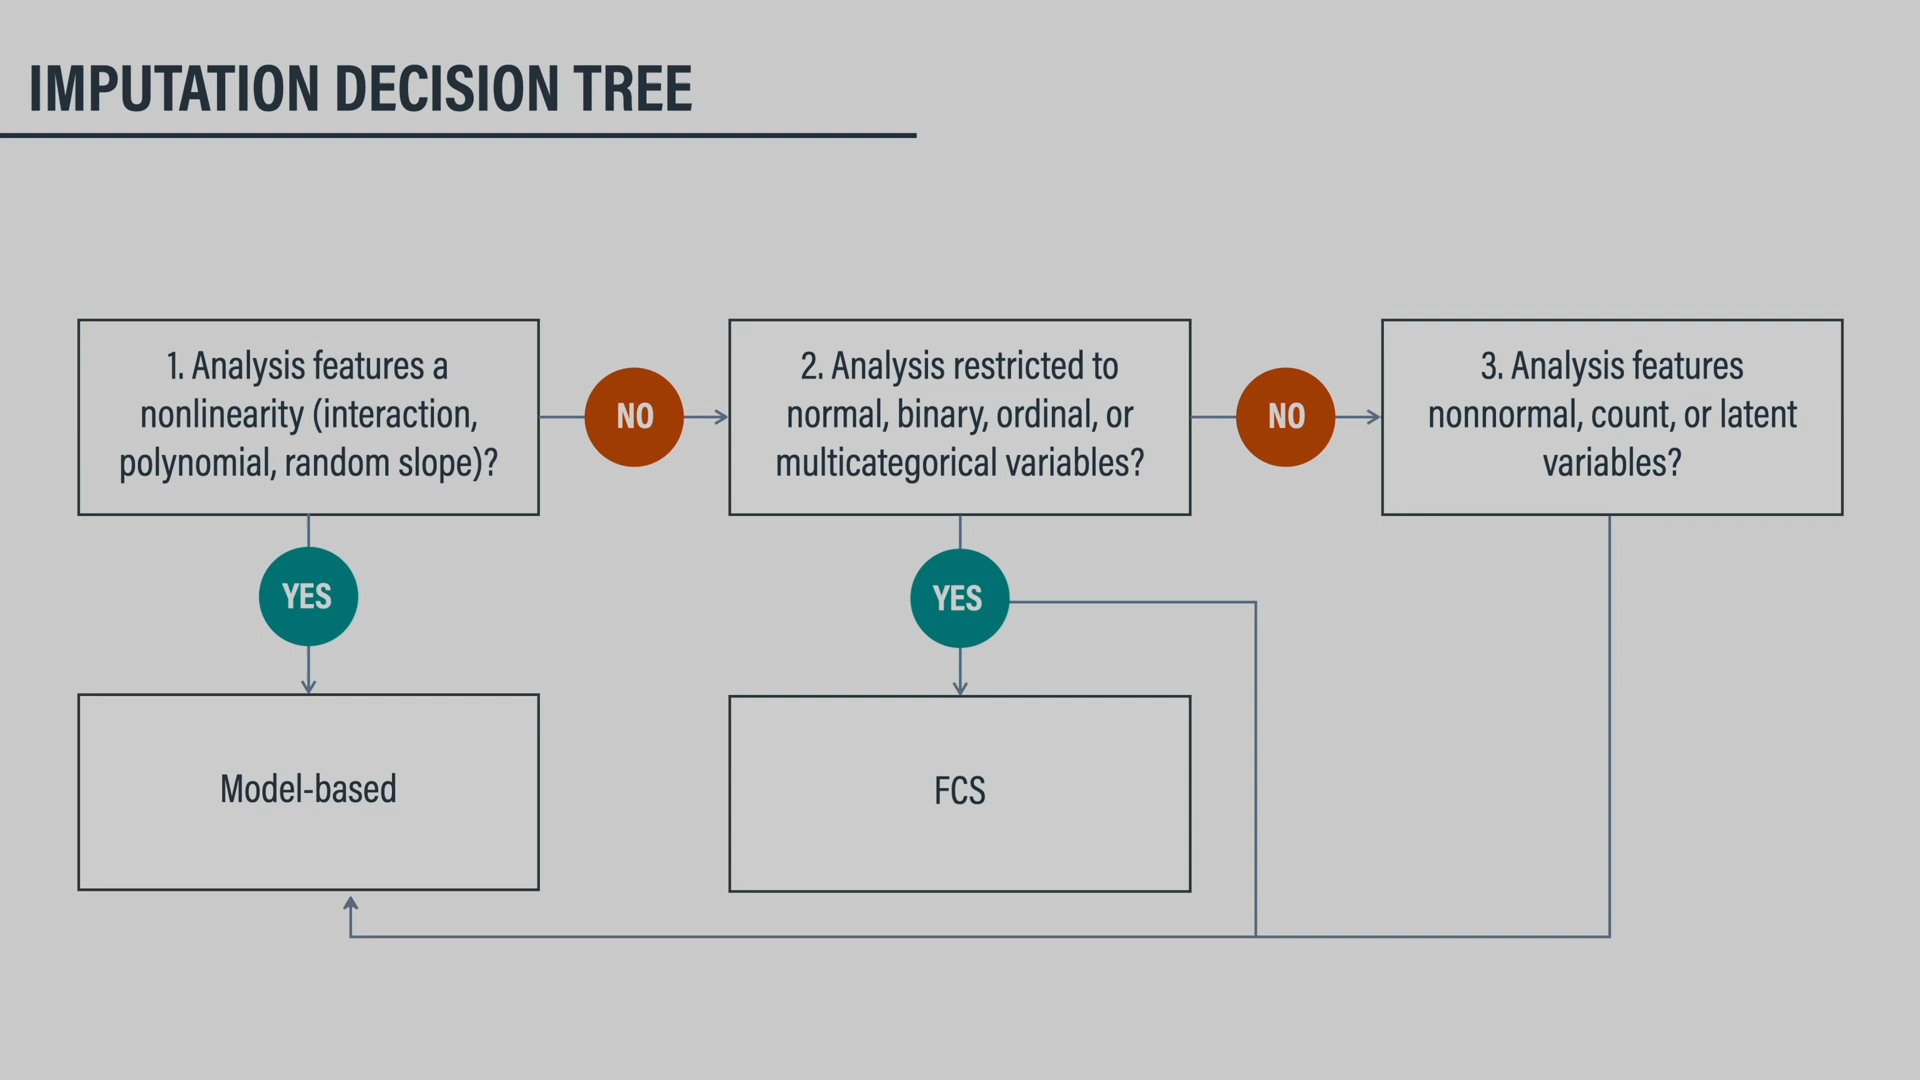 IMPUTATION DECISION TREE
1. Analysis features a
nonlinearity (interaction,
polynomial, random slope)?
NO
2. Analysis restricted to
normal, binary, ordinal, or
multicategorical variables?
NO
3. Analysis features
nonnormal, count, or latent
variables?
YES
YES
Model-based
FCS